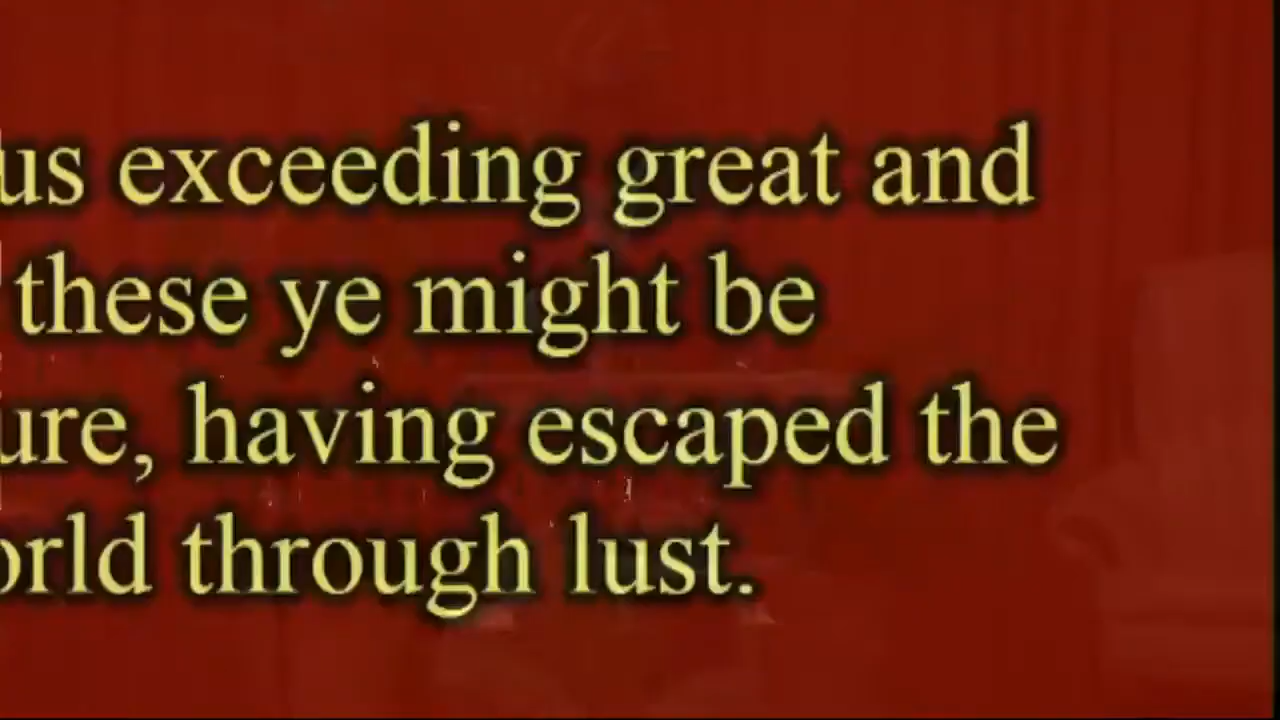 us exceeding great and
these ye might be
ure, having escaped the
orld through lust.